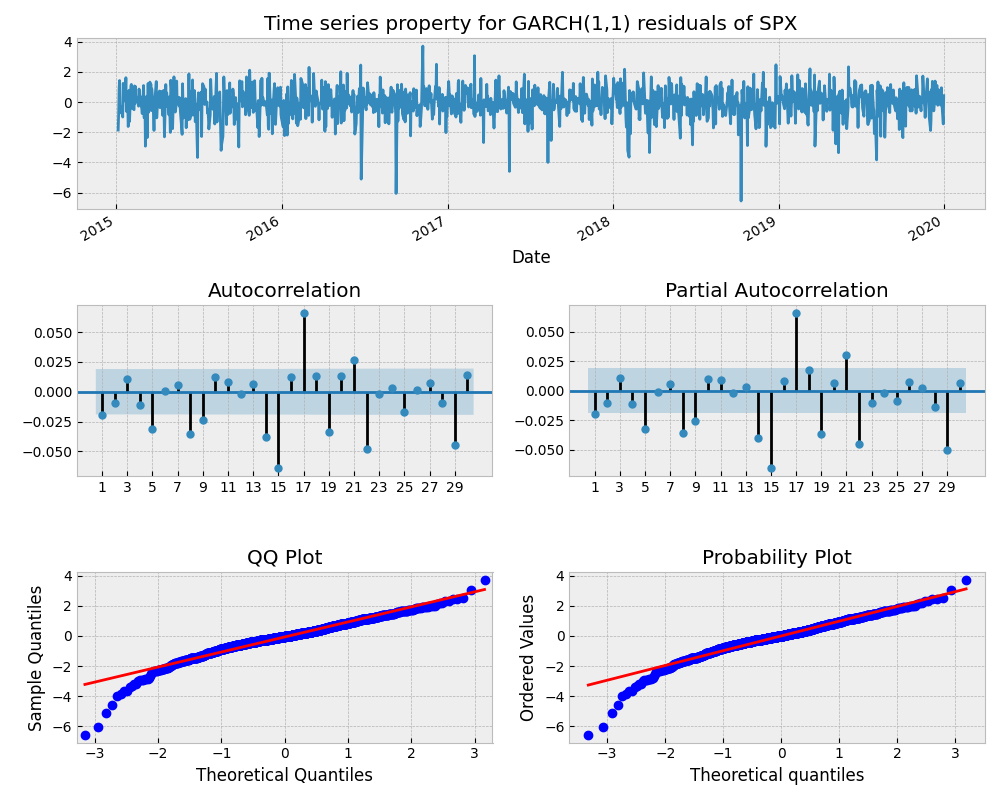 Time series property for GARCH(1,1) residuals of SPX
4
2
0
−2
−4
−6
2015 2016 2017 2018 2019 2020
Date
Autocorrelation
0.050
0.025
0.000
−0.025
−0.050
1 3 5 7 9 11 13 15 17 19 21 23 25 27 29
Partial Autocorrelation
0.050
0.025
0.000
−0.025
−0.050
1 3 5 7 9 11 13 15 17 19 21 23 25 27 29
QQ Plot
Sample Quantiles
4
2
0
−2
−4
−6
−3 −2 −1 0 1 2 3
Theoretical Quantiles
Probability Plot
Ordered Values
4
2
0
−2
−4
−6
−3 −2 −1 0 1 2 3
Theoretical quantiles